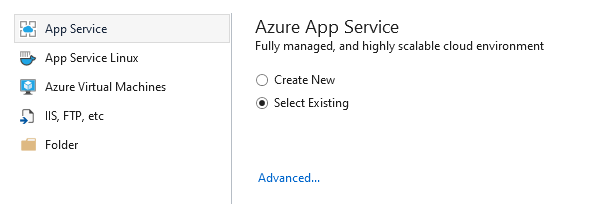 App Service
App Service Linux
Azure Virtual Machines
IIS, FTP, etc
Folder
Azure App Service
Fully managed, and highly scalable cloud environment
Create New
Select Existing
Advanced...